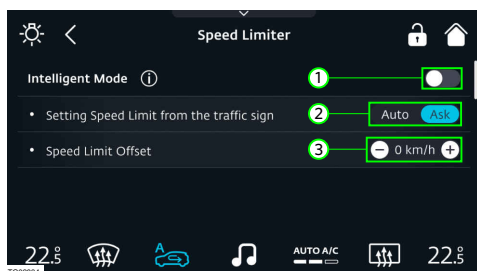 Speed Limiter
Intelligent Mode i 1
• Setting Speed Limit from the traffic sign 2 Auto Ask
• Speed Limit Offset 3 − 0 km/h +
22.5 A AUTO A/C 22.5